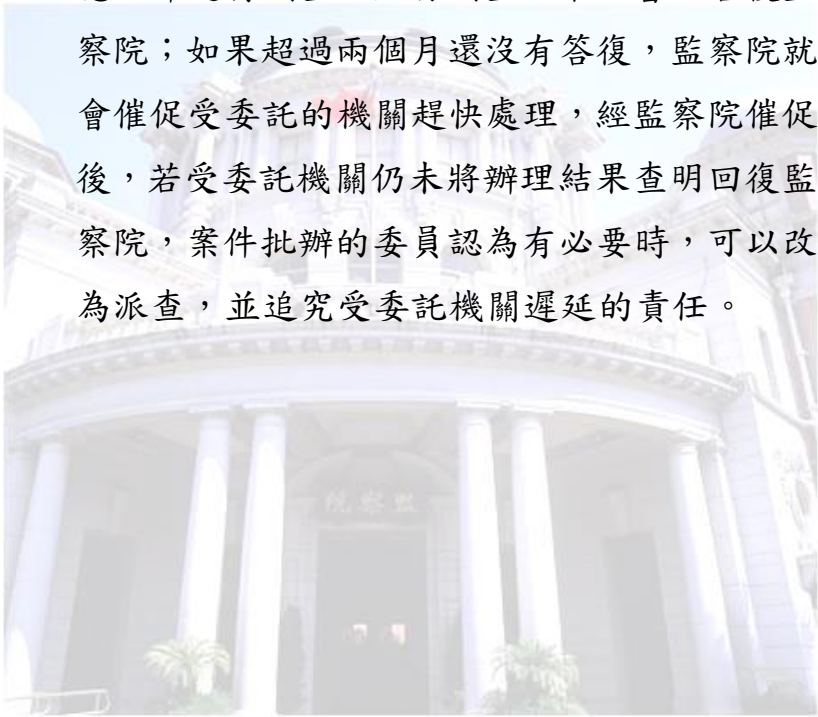 察院；如果超過兩個月還沒有答復，監察院就
會催促受委託的機關趕快處理，經監察院催促
後，若受委託機關仍未將辦理結果查明回復監
察院，案件批辦的委員認為有必要時，可以改
為派查，並追究受委託機關遲延的責任。
院察監